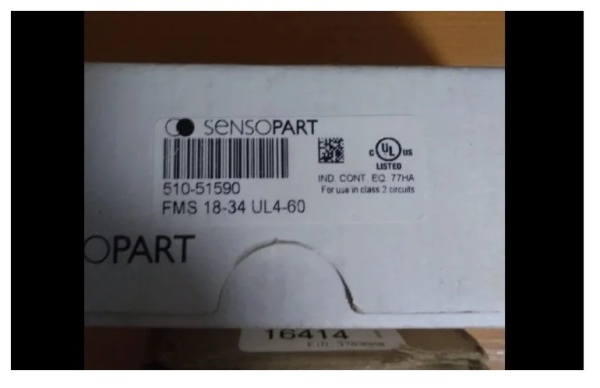 SENSOPART
510-51590
FMS 18-34 UL4-60
C UL US
LISTED
IND. CONT. EQ. 77HA
For use in class 2 circuits
OPART
16414